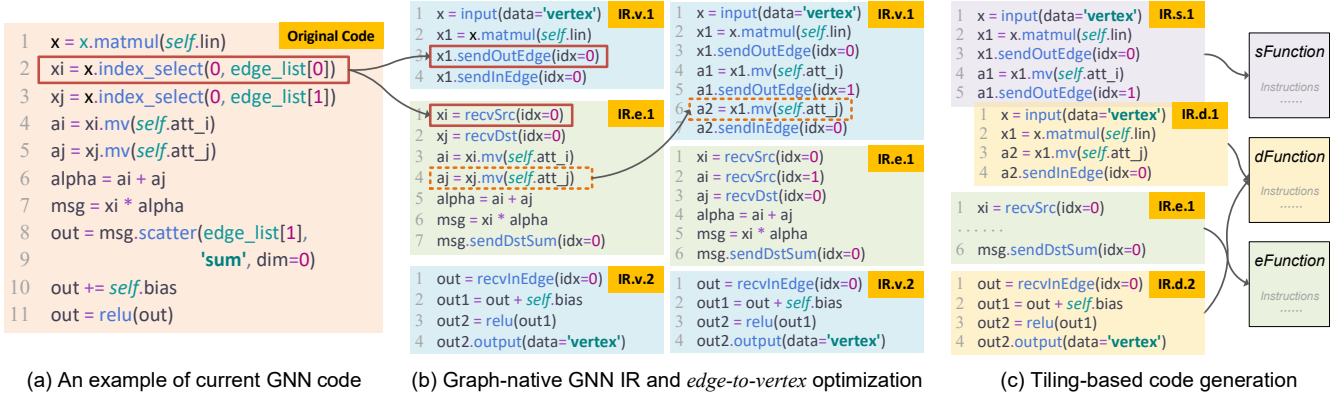 Original Code
1 x = x.matmul(self.lin)
2 xi = x.index_select(0, edge_list[0])
3 xj = x.index_select(0, edge_list[1])
4 ai = xi.mv(self.att_i)
5 aj = xj.mv(self.att_j)
6 alpha = ai + aj
7 msg = xi * alpha
8 out = msg.scatter(edge_list[1],
9 'sum', dim=0)
10 out += self.bias
11 out = relu(out)
(a) An example of current GNN code
IR.v.1
1 x = input(data='vertex')
2 x1 = x.matmul(self.lin)
3 x1.sendOutEdge(idx=0)
4 x1.sendInEdge(idx=0)
IR.e.1
1 xi = recvSrc(idx=0)
2 xj = recvDst(idx=0)
3 ai = xi.mv(self.att_i)
4 aj = xj.mv(self.att_j)
5 alpha = ai + aj
6 msg = xi * alpha
7 msg.sendDstSum(idx=0)
IR.v.2
1 out = recvInEdge(idx=0)
2 out1 = out + self.bias
3 out2 = relu(out1)
4 out2.output(data='vertex')
IR.v.1
1 x = input(data='vertex')
2 x1 = x.matmul(self.lin)
3 x1.sendOutEdge(idx=0)
4 a1 = x1.mv(self.att_i)
5 a1.sendOutEdge(idx=1)
6 a2 = x1.mv(self.att_j)
7 a2.sendInEdge(idx=0)
IR.e.1
1 xi = recvSrc(idx=0)
2 ai = recvSrc(idx=1)
3 aj = recvDst(idx=0)
4 alpha = ai + aj
5 msg = xi * alpha
6 msg.sendDstSum(idx=0)
IR.v.2
1 out = recvInEdge(idx=0)
2 out1 = out + self.bias
3 out2 = relu(out1)
4 out2.output(data='vertex')
(b) Graph-native GNN IR and edge-to-vertex optimization
IR.s.1
1 x = input(data='vertex')
2 x1 = x.matmul(self.lin)
3 x1.sendOutEdge(idx=0)
4 a1 = x1.mv(self.att_i)
5 a1.sendOutEdge(idx=1)
IR.d.1
1 x = input(data='vertex')
2 x1 = x.matmul(self.lin)
3 a2 = x1.mv(self.att_j)
4 a2.sendInEdge(idx=0)
IR.e.1
1 xi = recvSrc(idx=0)
......
6 msg.sendDstSum(idx=0)
IR.d.2
1 out = recvInEdge(idx=0)
2 out1 = out + self.bias
3 out2 = relu(out1)
4 out2.output(data='vertex')
sFunction
Instructions
......
dFunction
Instructions
......
eFunction
Instructions
......
(c) Tiling-based code generation